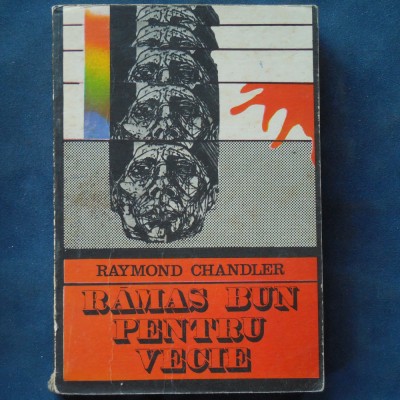 RAYMOND CHANDLER
RĂMAS BUN
PENTRU
VECIE